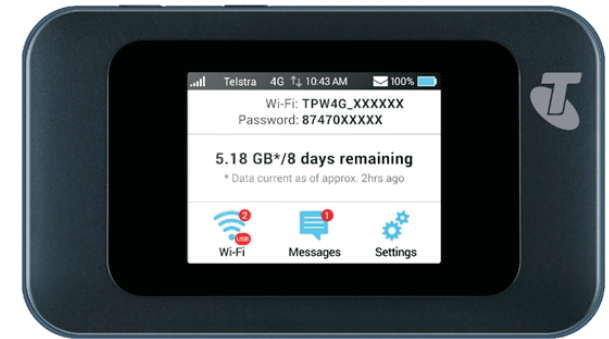 Telstra 4G 10:43 AM 100%
Wi-Fi: TPW4G_XXXXXX
Password: 87470XXXXX
5.18 GB*/8 days remaining
* Data current as of approx. 2hrs ago
2 1
USB
Wi-Fi Messages Settings
T